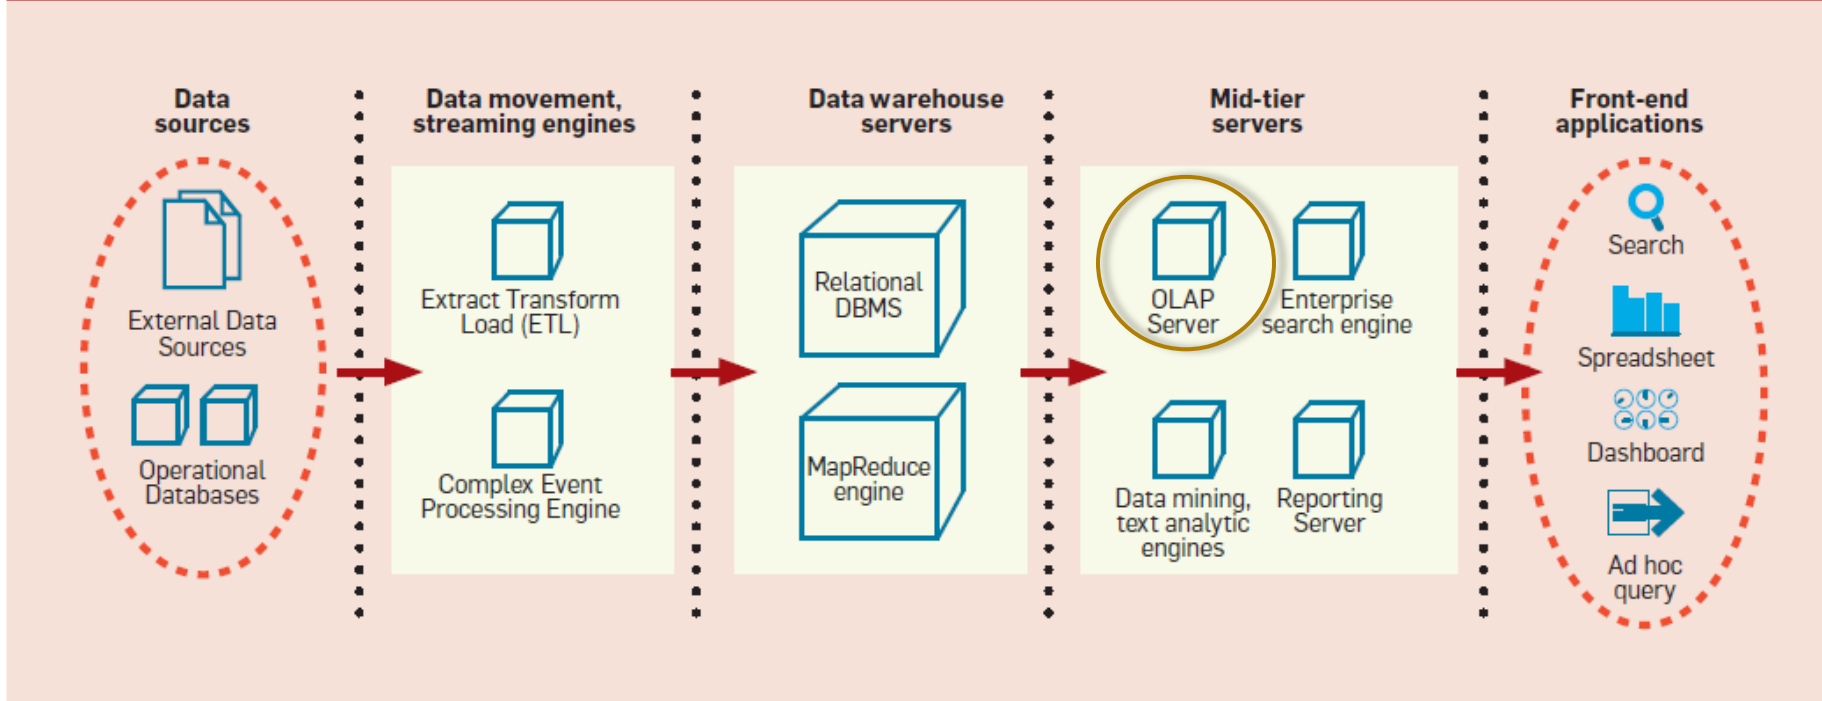 Data
sources
Data movement,
streaming engines
Data warehouse
servers
Mid-tier
servers
Front-end
applications
External Data
Sources
Operational
Databases
Extract Transform
Load (ETL)
Complex Event
Processing Engine
Relational
DBMS
MapReduce
engine
OLAP
Server
Enterprise
search engine
Data mining,
text analytic
engines
Reporting
Server
Search
Spreadsheet
Dashboard
Ad hoc
query